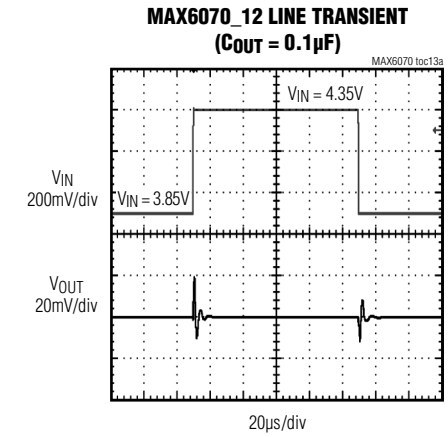 MAX6070_12 LINE TRANSIENT
(COUT = 0.1µF)
MAX6070 toc13a
VIN = 4.35V
VIN
200mV/div
VIN = 3.85V
VOUT
20mV/div
20µs/div